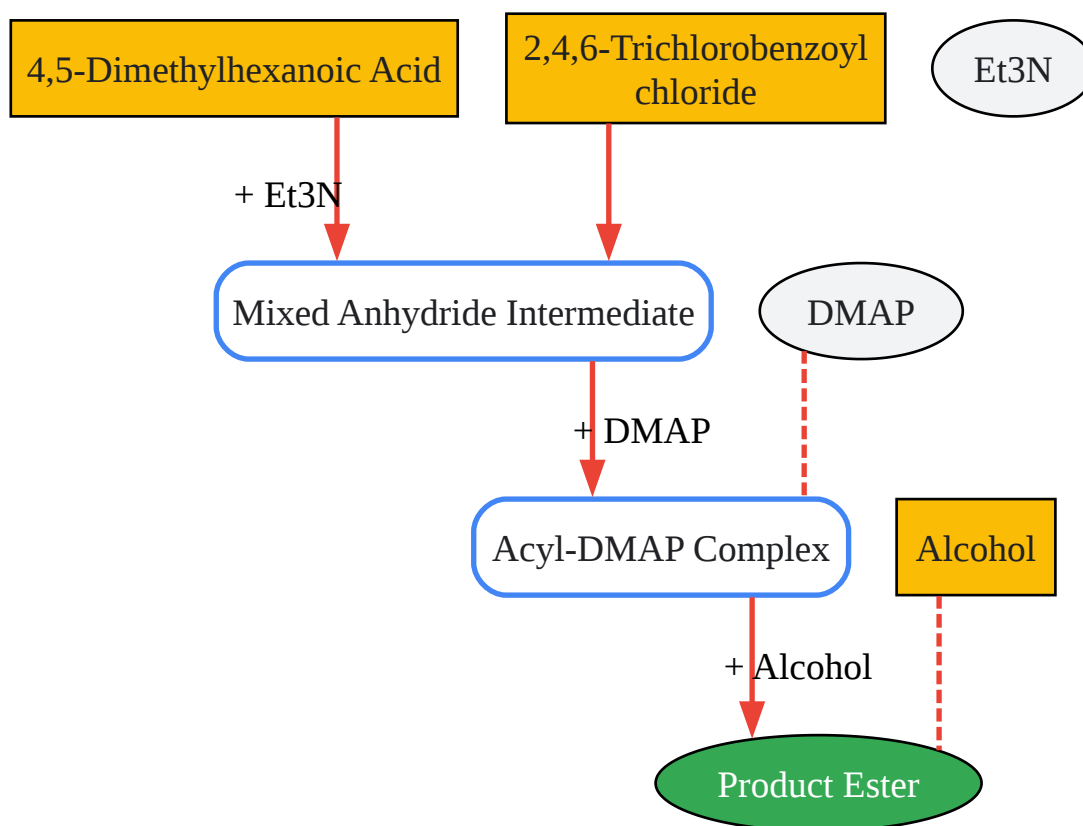 4,5-Dimethylhexanoic Acid
2,4,6-Trichlorobenzoyl
chloride
Et3N
+ Et3N
Mixed Anhydride Intermediate
DMAP
+ DMAP
Acyl-DMAP Complex
Alcohol
+ Alcohol
Product Ester